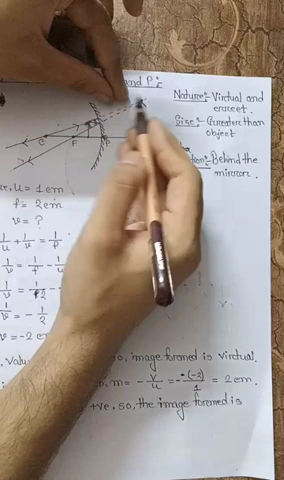 and P:
Nature:- Virtual and
erect.
Size:- Greater than
object
Behind the
mirror.
C F
u = 1cm
f = 2cm
v = ?
1/u + 1/v = 1/f
1/v = 1/f 1/u
1/v = 1/2 -
1/v = - 1/2
v = -2 c
image formed is virtual.
m = - v/u = - (-2)/1 = 2 cm.
+ve, so, the image formed is